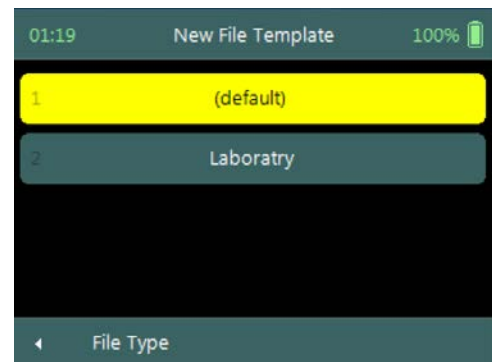 01:19 New File Template 100%
1 (default)
2 Laboratry
File Type